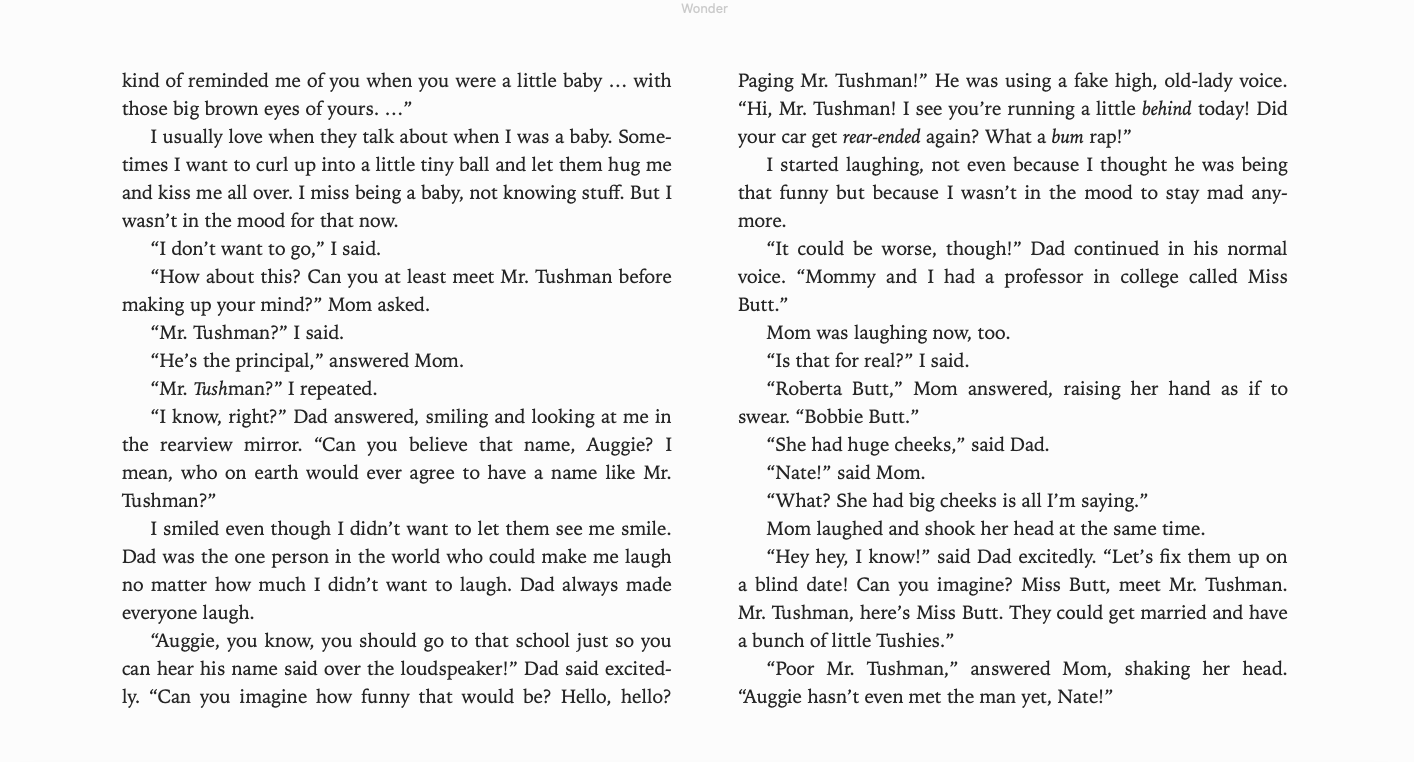 Wonder
kind of reminded me of you when you were a little baby … with
those big brown eyes of yours. …”
I usually love when they talk about when I was a baby. Some-
times I want to curl up into a little tiny ball and let them hug me
and kiss me all over. I miss being a baby, not knowing stuff. But I
wasn’t in the mood for that now.
“I don’t want to go,” I said.
“How about this? Can you at least meet Mr. Tushman before
making up your mind?” Mom asked.
“Mr. Tushman?” I said.
“He’s the principal,” answered Mom.
“Mr. Tushman?” I repeated.
“I know, right?” Dad answered, smiling and looking at me in
the rearview mirror. “Can you believe that name, Auggie? I
mean, who on earth would ever agree to have a name like Mr.
Tushman?”
I smiled even though I didn’t want to let them see me smile.
Dad was the one person in the world who could make me laugh
no matter how much I didn’t want to laugh. Dad always made
everyone laugh.
“Auggie, you know, you should go to that school just so you
can hear his name said over the loudspeaker!” Dad said excited-
ly. “Can you imagine how funny that would be? Hello, hello?
Paging Mr. Tushman!” He was using a fake high, old-lady voice.
“Hi, Mr. Tushman! I see you’re running a little behind today! Did
your car get rear-ended again? What a bum rap!”
I started laughing, not even because I thought he was being
that funny but because I wasn’t in the mood to stay mad any-
more.
“It could be worse, though!” Dad continued in his normal
voice. “Mommy and I had a professor in college called Miss
Butt.”
Mom was laughing now, too.
“Is that for real?” I said.
“Roberta Butt,” Mom answered, raising her hand as if to
swear. “Bobbie Butt.”
“She had huge cheeks,” said Dad.
“Nate!” said Mom.
“What? She had big cheeks is all I’m saying.”
Mom laughed and shook her head at the same time.
“Hey hey, I know!” said Dad excitedly. “Let’s fix them up on
a blind date! Can you imagine? Miss Butt, meet Mr. Tushman.
Mr. Tushman, here’s Miss Butt. They could get married and have
a bunch of little Tushies.”
“Poor Mr. Tushman,” answered Mom, shaking her head.
“Auggie hasn’t even met the man yet, Nate!”